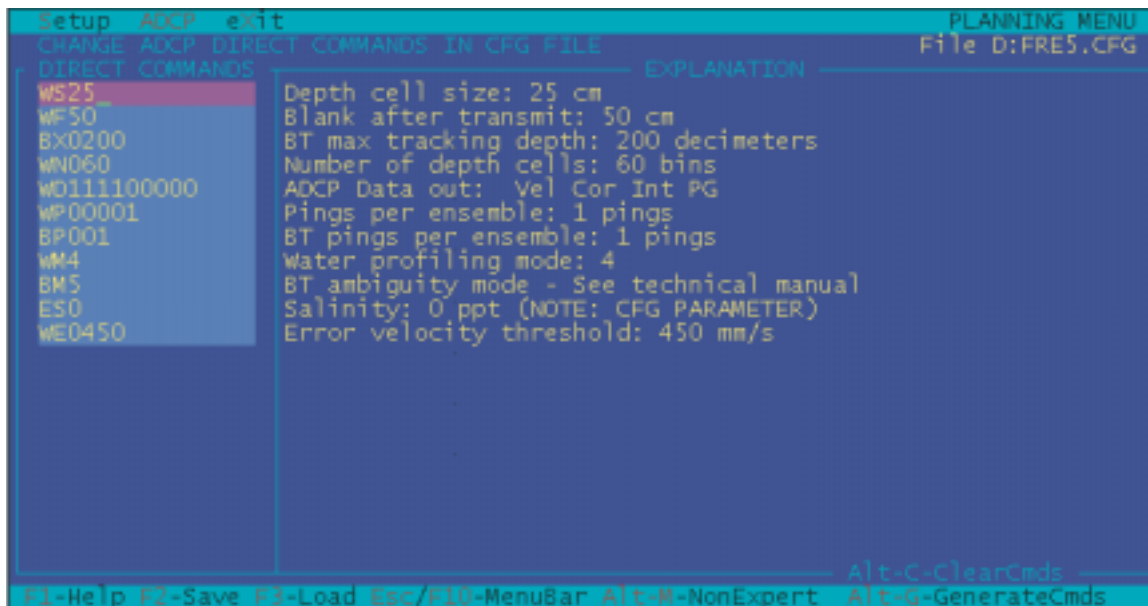 Setup ADCP eXit PLANNING MENU
CHANGE ADCP DIRECT COMMANDS IN CFG FILE File D:FRE5.CFG
DIRECT COMMANDS EXPLANATION
WS25_ Depth cell size: 25 cm
WF50 Blank after transmit: 50 cm
BX0200 BT max tracking depth: 200 decimeters
WN060 Number of depth cells: 60 bins
WD111100000 ADCP Data out: Vel Cor Int PG
WP00001 Pings per ensemble: 1 pings
BP001 BT pings per ensemble: 1 pings
WM4 Water profiling mode: 4
BM5 BT ambiguity mode - See technical manual
ES0 Salinity: 0 ppt (NOTE: CFG PARAMETER)
WE0450 Error velocity threshold: 450 mm/s
Alt-C-ClearCmds
F1-Help F2-Save F3-Load Esc/F10-MenuBar Alt-M-NonExpert Alt-G-GenerateCmds